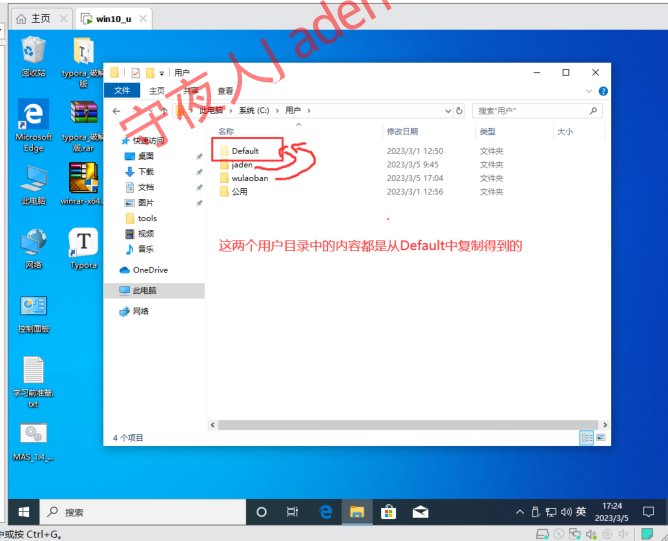 主页 win10_u
守夜人J aden
用户
文件 主页 共享 查看
此电脑 系统 (C:) 用户 搜索"用户"
名称 修改日期 类型 大小
Default 2023/3/1 12:50 文件夹
jaden 2023/3/5 9:45 文件夹
wulaoban 2023/3/5 17:04 文件夹
公用 2023/3/1 12:56 文件夹
快速访问
桌面
下载
文档
图片
tools
视频
音乐
OneDrive
此电脑
网络
这两个用户目录中的内容都是从Default中复制得到的
4 个项目
回收站
typora_破解
版
Microsoft
Edge
typora_破解
版.rar
此电脑
winrar-x64...
网络
Typora
控制面板
学习前准备.
txt
MAS_1.4_...
搜索
英
17:24
2023/3/5
中或按 Ctrl+G。